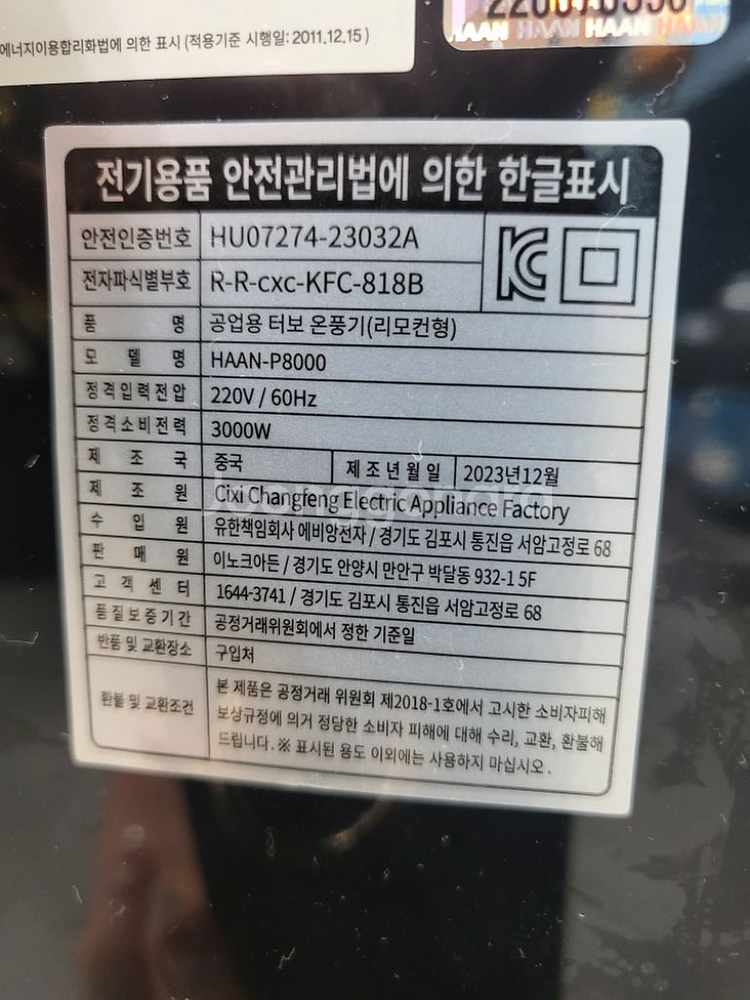 에너지이용합리화법에 의한 표시 (적용기준 시행일: 2011.12.15)
HAAN HAAN HAAN HAAN
전기용품 안전관리법에 의한 한글표시
안전인증번호 HU07274-23032A
전자파식별부호 R-R-cxc-KFC-818B
품 명 공업용 터보 온풍기(리모컨형)
모 델 명 HAAN-P8000
정격입력전압 220V / 60Hz
정격소비전력 3000W
제 조 국 중국 제조년월일 2023년12월
제 조 원 Cixi Changfeng Electric Appliance Factory
수 입 원 유한책임회사 에비앙전자 / 경기도 김포시 통진읍 서암고정로 68
판 매 원 이노크아든 / 경기도 안양시 만안구 박달동 932-1 5F
고 객 센 터 1644-3741 / 경기도 김포시 통진읍 서암고정로 68
품질보증기간 공정거래위원회에서 정한 기준일
반품 및 교환장소 구입처
환불 및 교환조건 본 제품은 공정거래 위원회 제2018-1호에서 고시한 소비자피해
보상규정에 의거 정당한 소비자 피해에 대해 수리, 교환, 환불해
드립니다. ※ 표시된 용도 이외에는 사용하지 마십시오.